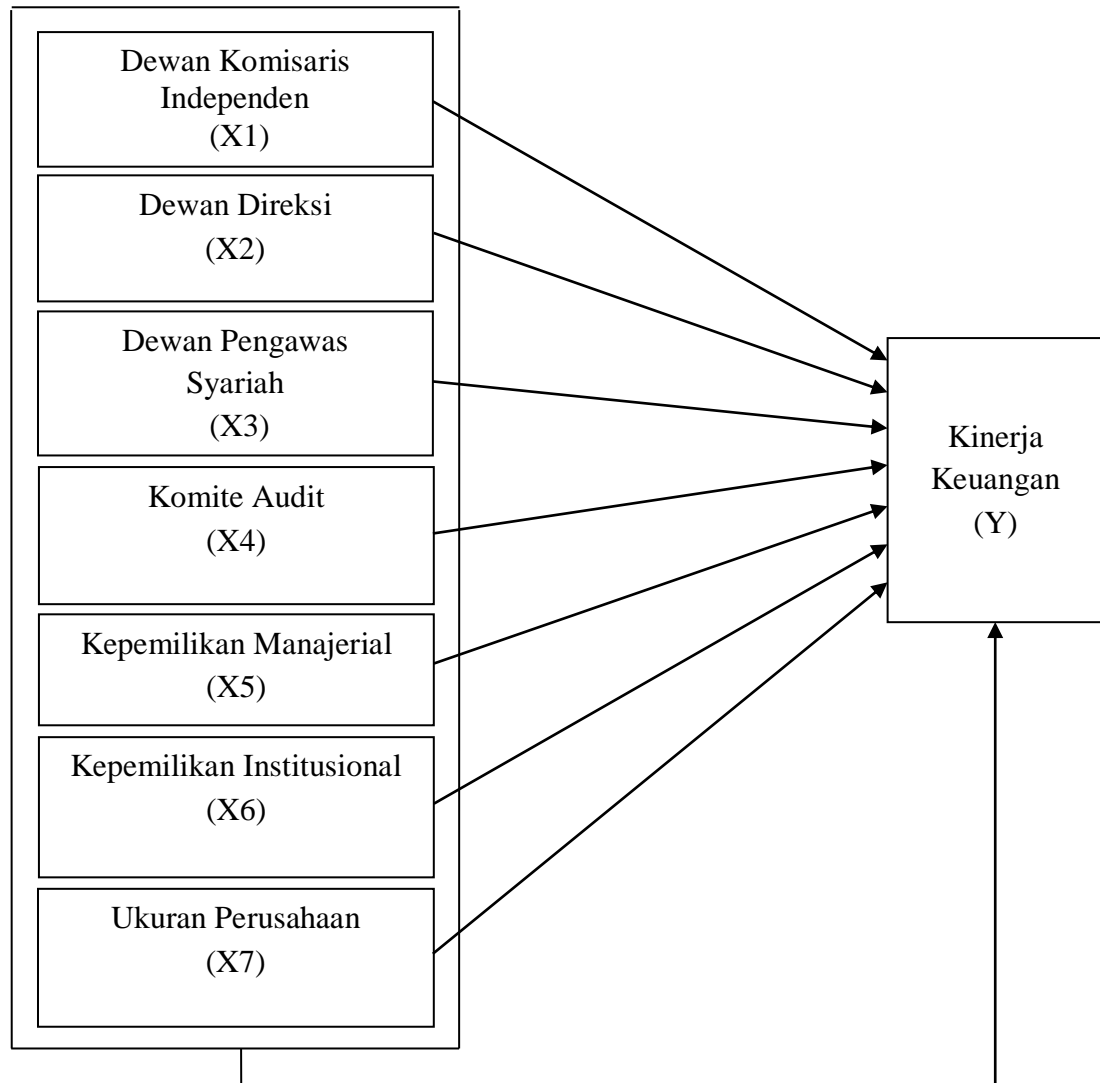 Dewan Komisaris
Independen
(X1)
Dewan Direksi
(X2)
Dewan Pengawas
Syariah
(X3)
Komite Audit
(X4)
Kepemilikan Manajerial
(X5)
Kepemilikan Institusional
(X6)
Ukuran Perusahaan
(X7)
Kinerja
Keuangan
(Y)